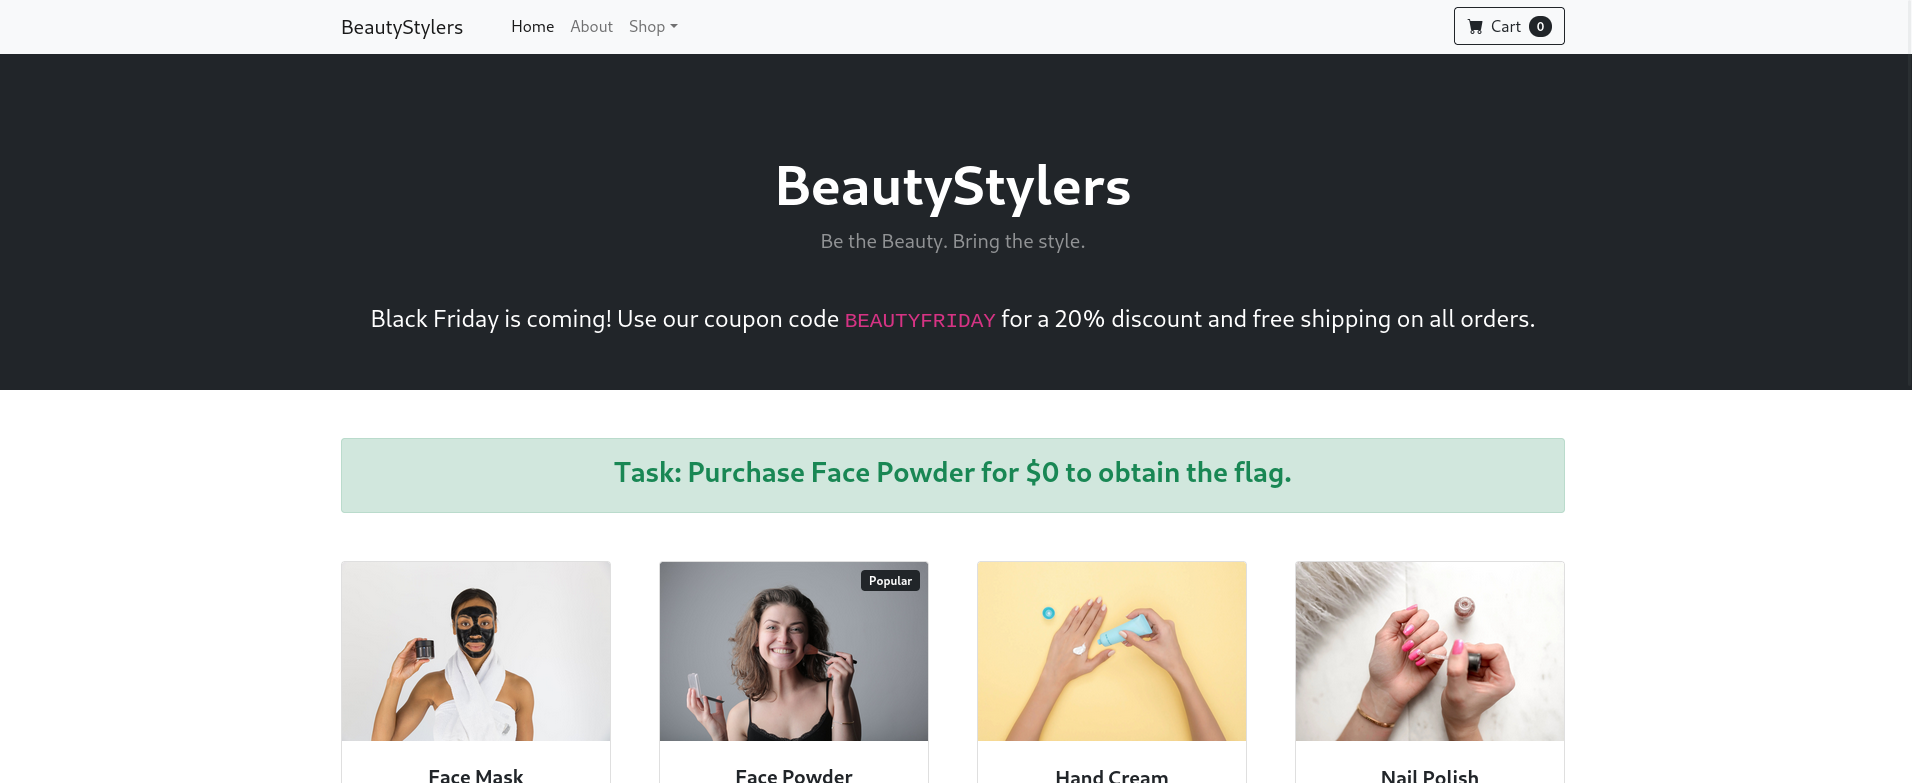 BeautyStylers Home About Shop Cart 0
BeautyStylers
Be the Beauty. Bring the style.
Black Friday is coming! Use our coupon code BEAUTYFRIDAY for a 20% discount and free shipping on all orders.
Task: Purchase Face Powder for $0 to obtain the flag.
Popular
Face Mask
Face Powder
Hand Cream
Nail Polish